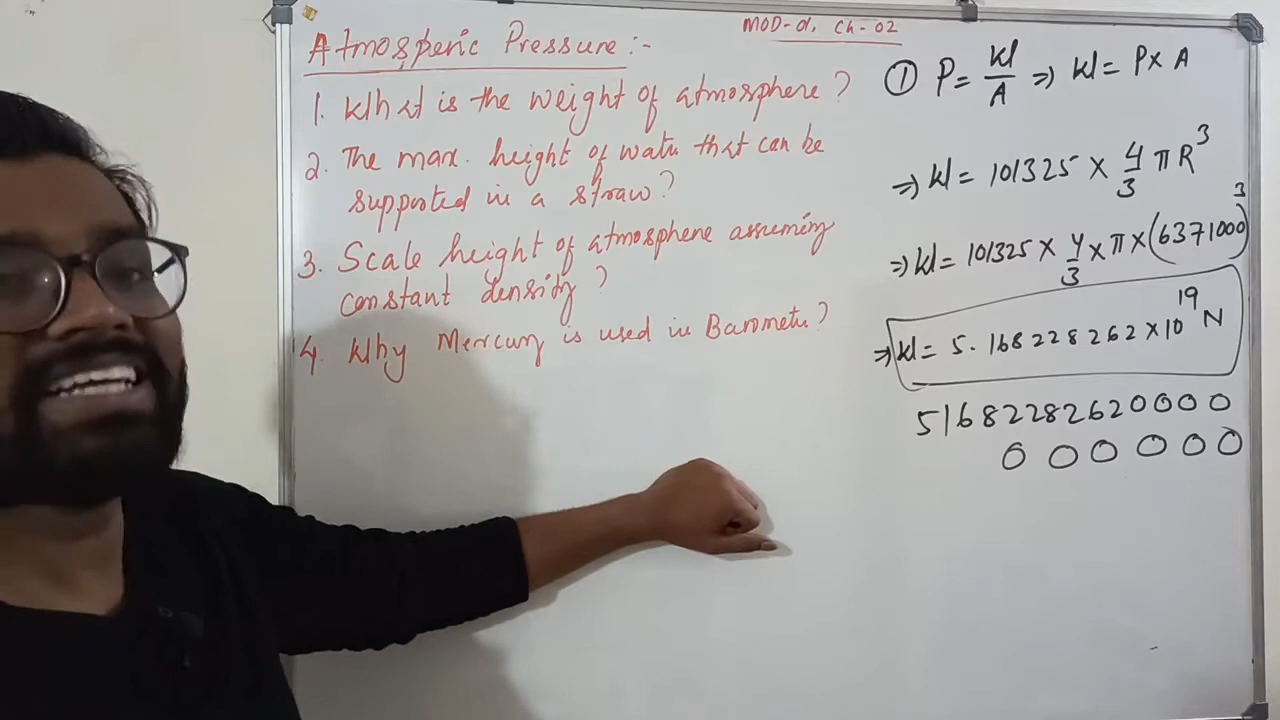 MOD-01, Ch-02
Atmospheric Pressure :-
1. What is the weight of atmosphere ?
2. The max. height of water that can be
supported in a straw ?
3. Scale height of atmosphere assuming
constant density ?
4. Why Mercury is used in Barometer ?
① P = W/A ⇒ W = P × A
⇒ W = 101325 × 4/3 π R³
⇒ W = 101325 × 4/3 × π × (6371000)³
⇒ W = 5.168228262 × 10¹⁹ N
51682282620000
000000